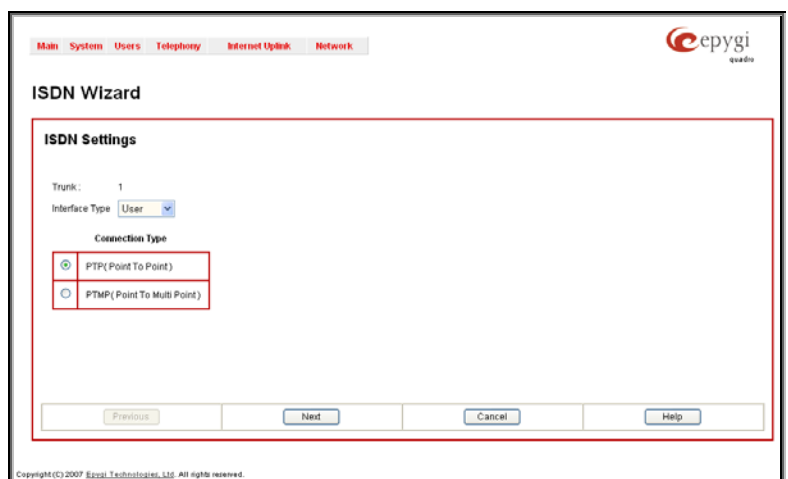 Main System Users Telephony Internet Uplink Network
epygi
quadro
ISDN Wizard
ISDN Settings
Trunk : 1
Interface Type User
Connection Type
PTP( Point To Point )
PTMP( Point To Multi Point )
Previous Next Cancel Help
Copyright (C) 2007 Epygi Technologies, Ltd. All rights reserved.